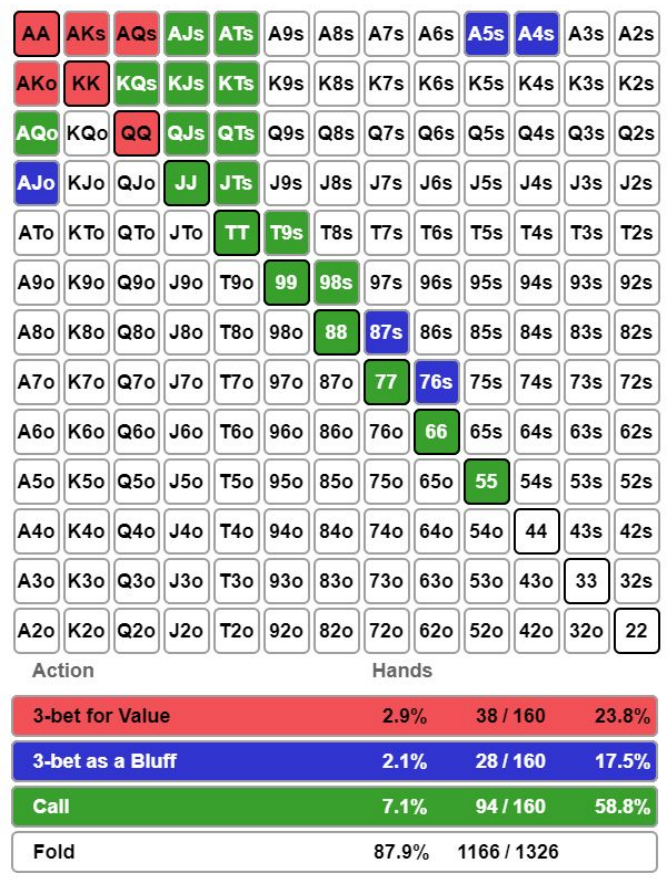 AA AKs AQs AJs ATs A9s A8s A7s A6s A5s A4s A3s A2s
AKo KK KQs KJs KTs K9s K8s K7s K6s K5s K4s K3s K2s
AQo KQo QQ QJs QTs Q9s Q8s Q7s Q6s Q5s Q4s Q3s Q2s
AJo KJo QJo JJ JTs J9s J8s J7s J6s J5s J4s J3s J2s
ATo KTo QTo JTo TT T9s T8s T7s T6s T5s T4s T3s T2s
A9o K9o Q9o J9o T9o 99 98s 97s 96s 95s 94s 93s 92s
A8o K8o Q8o J8o T8o 98o 88 87s 86s 85s 84s 83s 82s
A7o K7o Q7o J7o T7o 97o 87o 77 76s 75s 74s 73s 72s
A6o K6o Q6o J6o T6o 96o 86o 76o 66 65s 64s 63s 62s
A5o K5o Q5o J5o T5o 95o 85o 75o 65o 55 54s 53s 52s
A4o K4o Q4o J4o T4o 94o 84o 74o 64o 54o 44 43s 42s
A3o K3o Q3o J3o T3o 93o 83o 73o 63o 53o 43o 33 32s
A2o K2o Q2o J2o T2o 92o 82o 72o 62o 52o 42o 32o 22
Action Hands
3-bet for Value 2.9% 38 / 160 23.8%
3-bet as a Bluff 2.1% 28 / 160 17.5%
Call 7.1% 94 / 160 58.8%
Fold 87.9% 1166 / 1326